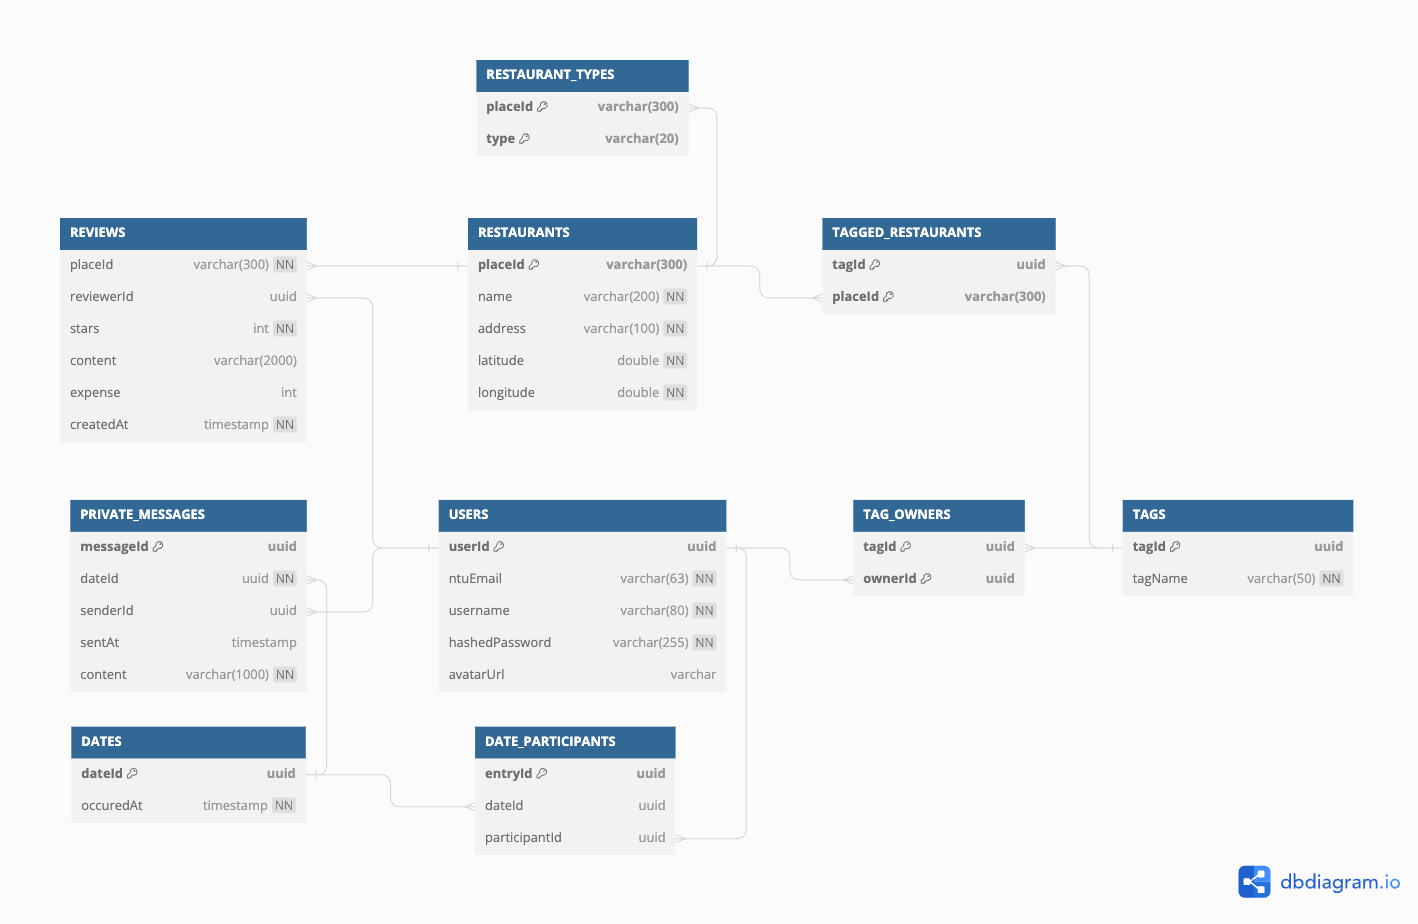 RESTAURANT_TYPES
placeId varchar(300)
type varchar(20)
REVIEWS
placeId varchar(300) NN
reviewerId uuid
stars int NN
content varchar(2000)
expense int
createdAt timestamp NN
RESTAURANTS
placeId varchar(300)
name varchar(200) NN
address varchar(100) NN
latitude double NN
longitude double NN
TAGGED_RESTAURANTS
tagId uuid
placeId varchar(300)
PRIVATE_MESSAGES
messageId uuid
dateId uuid NN
senderId uuid
sentAt timestamp
content varchar(1000) NN
USERS
userId uuid
ntuEmail varchar(63) NN
username varchar(80) NN
hashedPassword varchar(255) NN
avatarUrl varchar
TAG_OWNERS
tagId uuid
ownerId uuid
TAGS
tagId uuid
tagName varchar(50) NN
DATES
dateId uuid
occuredAt timestamp NN
DATE_PARTICIPANTS
entryId uuid
dateId uuid
participantId uuid
dbdiagram.io